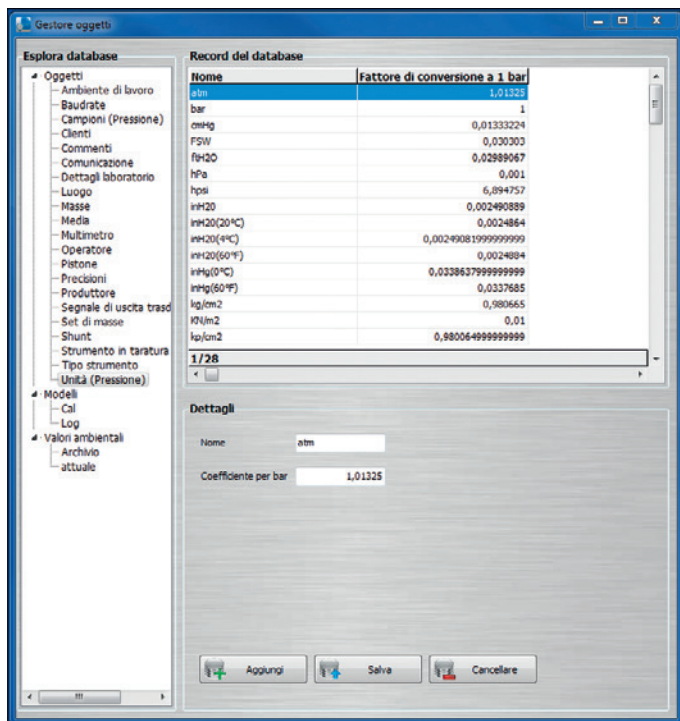 Gestore oggetti
Esplora database
Oggetti
Ambiente di lavoro
Baudrate
Campioni (Pressione)
Clienti
Commenti
Comunicazione
Dettagli laboratorio
Luogo
Masse
Media
Multimetro
Operatore
Pistone
Precisioni
Produttore
Segnale di uscita trasd
Set di masse
Shunt
Strumento in taratura
Tipo strumento
Unità (Pressione)
Modelli
Cal
Log
Valori ambientali
Archivio
attuale
Record del database
Nome Fattore di conversione a 1 bar
atm 1,01325
bar 1
cmHg 0,01333224
FSW 0,030303
ftH2O 0,02989067
hPa 0,001
hpsi 6,894757
inH20 0,002490889
inH20(20°C) 0,0024864
inH20(4°C) 0,00249081999999999
inH20(60°F) 0,0024884
inHg(0°C) 0,0338637999999999
inHg(60°F) 0,0337685
kg/cm2 0,980665
KN/m2 0,01
kp/cm2 0,980064999999999
1/28
Dettagli
Nome atm
Coefficiente per bar 1,01325
Aggiungi Salva Cancellare